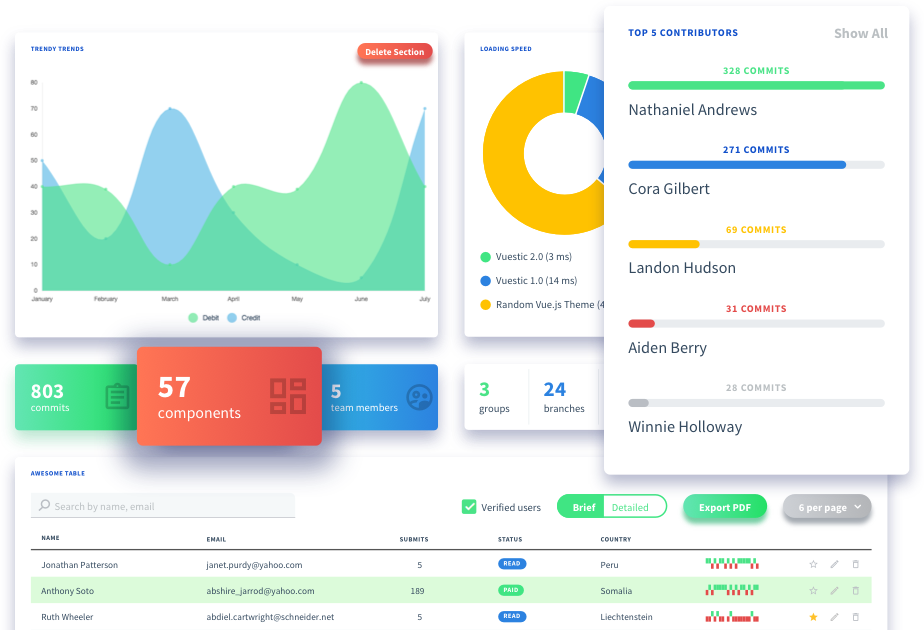 TRENDY TRENDS
Delete Section
80
70
60
50
40
30
20
10
0
January February March April May June July
Debit Credit
LOADING SPEED
Vuestic 2.0 (3 ms)
Vuestic 1.0 (14 ms)
Random Vue.js Theme (4
TOP 5 CONTRIBUTORS Show All
328 COMMITS
Nathaniel Andrews
271 COMMITS
Cora Gilbert
69 COMMITS
Landon Hudson
31 COMMITS
Aiden Berry
28 COMMITS
Winnie Holloway
803
commits
57
components
5
team members
3
groups
24
branches
AWESOME TABLE
Search by name, email
Verified users
Brief Detailed
Export PDF
6 per page
NAME EMAIL SUBMITS STATUS COUNTRY
Jonathan Patterson janet.purdy@yahoo.com 5 READ Peru
Anthony Soto abshire_jarrod@yahoo.com 189 PAID Somalia
Ruth Wheeler abdiel.cartwright@schneider.net 5 READ Liechtenstein